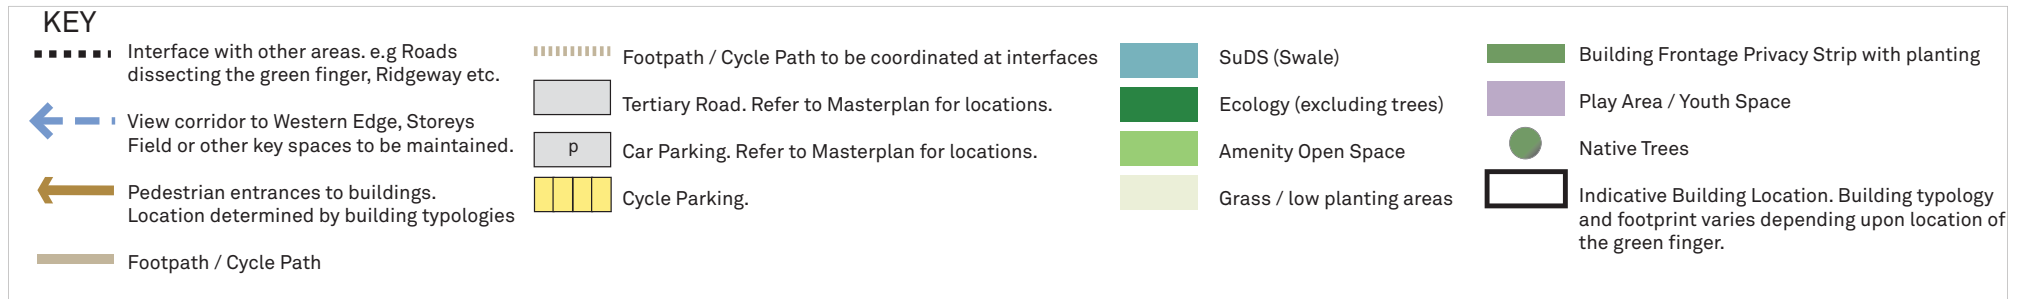 KEY
Interface with other areas. e.g Roads
dissecting the green finger, Ridgeway etc.
View corridor to Western Edge, Storeys
Field or other key spaces to be maintained.
Pedestrian entrances to buildings.
Location determined by building typologies
Footpath / Cycle Path
Footpath / Cycle Path to be coordinated at interfaces
Tertiary Road. Refer to Masterplan for locations.
p
Car Parking. Refer to Masterplan for locations.
Cycle Parking.
SuDS (Swale)
Ecology (excluding trees)
Amenity Open Space
Grass / low planting areas
Building Frontage Privacy Strip with planting
Play Area / Youth Space
Native Trees
Indicative Building Location. Building typology
and footprint varies depending upon location of
the green finger.